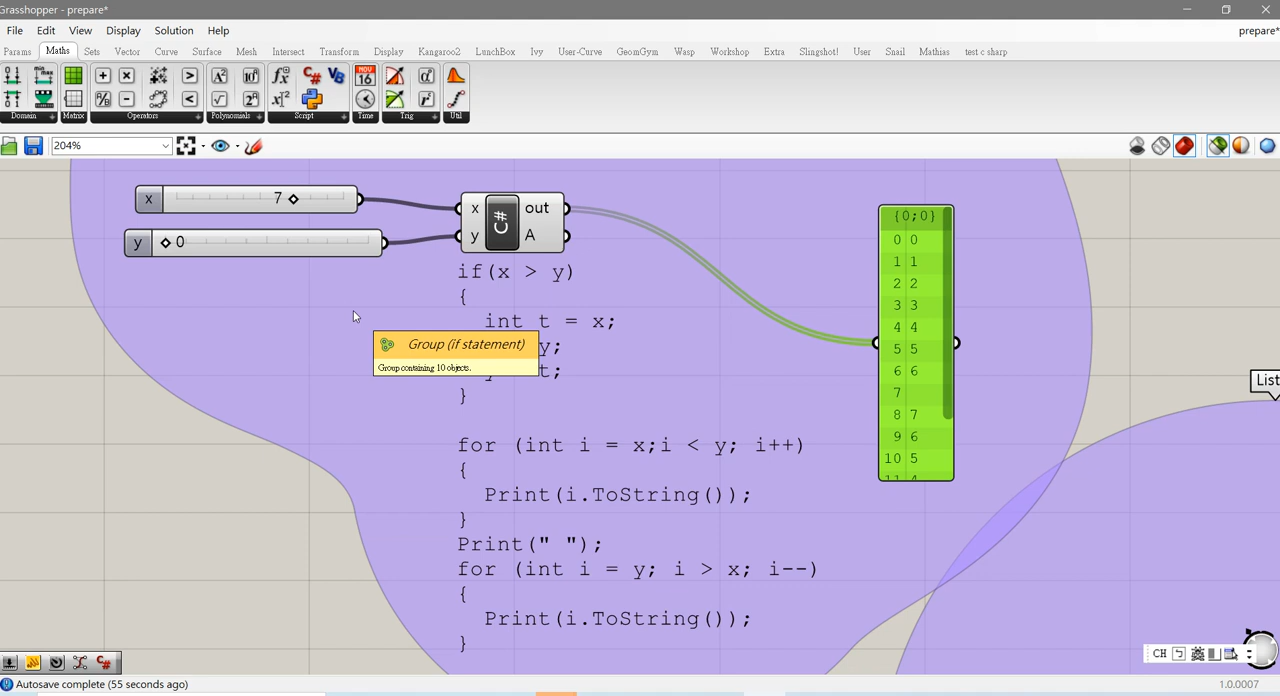 Grasshopper - prepare*
File Edit View Display Solution Help
prepare*
Params Maths Sets Vector Curve Surface Mesh Intersect Transform Display Kangaroo2 LunchBox Ivy User-Curve GeomGym Wasp Workshop Extra Slingshot! User Snail Mathias test c sharp
Domain Matrix Operators Polynomials Script Time Trig Util
204%
x 7
y 0
x out
y A
C#
if(x > y)
{
int t = x;
y;
t;
}
Group (if statement)
Group containing 10 objects.
for (int i = x;i < y; i++)
{
Print(i.ToString());
}
Print(" ");
for (int i = y; i > x; i--)
{
Print(i.ToString());
}
{0;0}
0 0
1 1
2 2
3 3
4 4
5 5
6 6
7
8 7
9 6
10 5
11 4
List
CH
Autosave complete (55 seconds ago)
1.0.0007